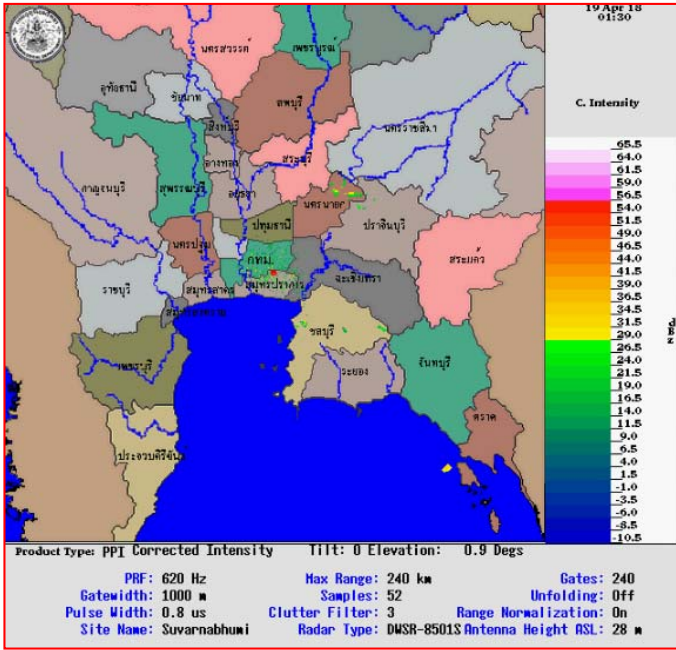 19 Apr 18
01:30
C. Intensity
นครสวรรค์
เพชรบูรณ์
อุทัยธานี
ชัยนาท
ลพบุรี
สิงห์บุรี
นครราชสีมา
อ่างทอง
สระบุรี
กาญจนบุรี
สุพรรณบุรี
อยุธยา
นครนายก
ปราจีนบุรี
ปทุมธานี
นครปฐม
กทม.
สระแก้ว
ราชบุรี
สมุทรสาคร
สมุทรปราการ
ฉะเชิงเทรา
สมุทรสงคราม
ชลบุรี
เพชรบุรี
ระยอง
จันทบุรี
ตราด
ประจวบคีรีขันธ์
65.5
64.0
61.5
59.0
56.5
54.0
51.5
49.0
46.5
44.0
41.5
39.0
36.5
34.0
31.5
29.0
26.5
24.0
21.5
19.0
16.5
14.0
11.5
9.0
6.5
4.0
1.5
-1.0
-3.5
-6.0
-8.5
-10.5
Product Type: PPI Corrected Intensity Tilt: 0 Elevation: 0.9 Degs
PRF: 620 Hz Max Range: 240 km Gates: 240
Gatewidth: 1000 m Samples: 52 Unfolding: Off
Pulse Width: 0.8 us Clutter Filter: 3 Range Normalization: On
Site Name: Suvarnabhumi Radar Type: DWSR-8501S Antenna Height ASL: 28 m